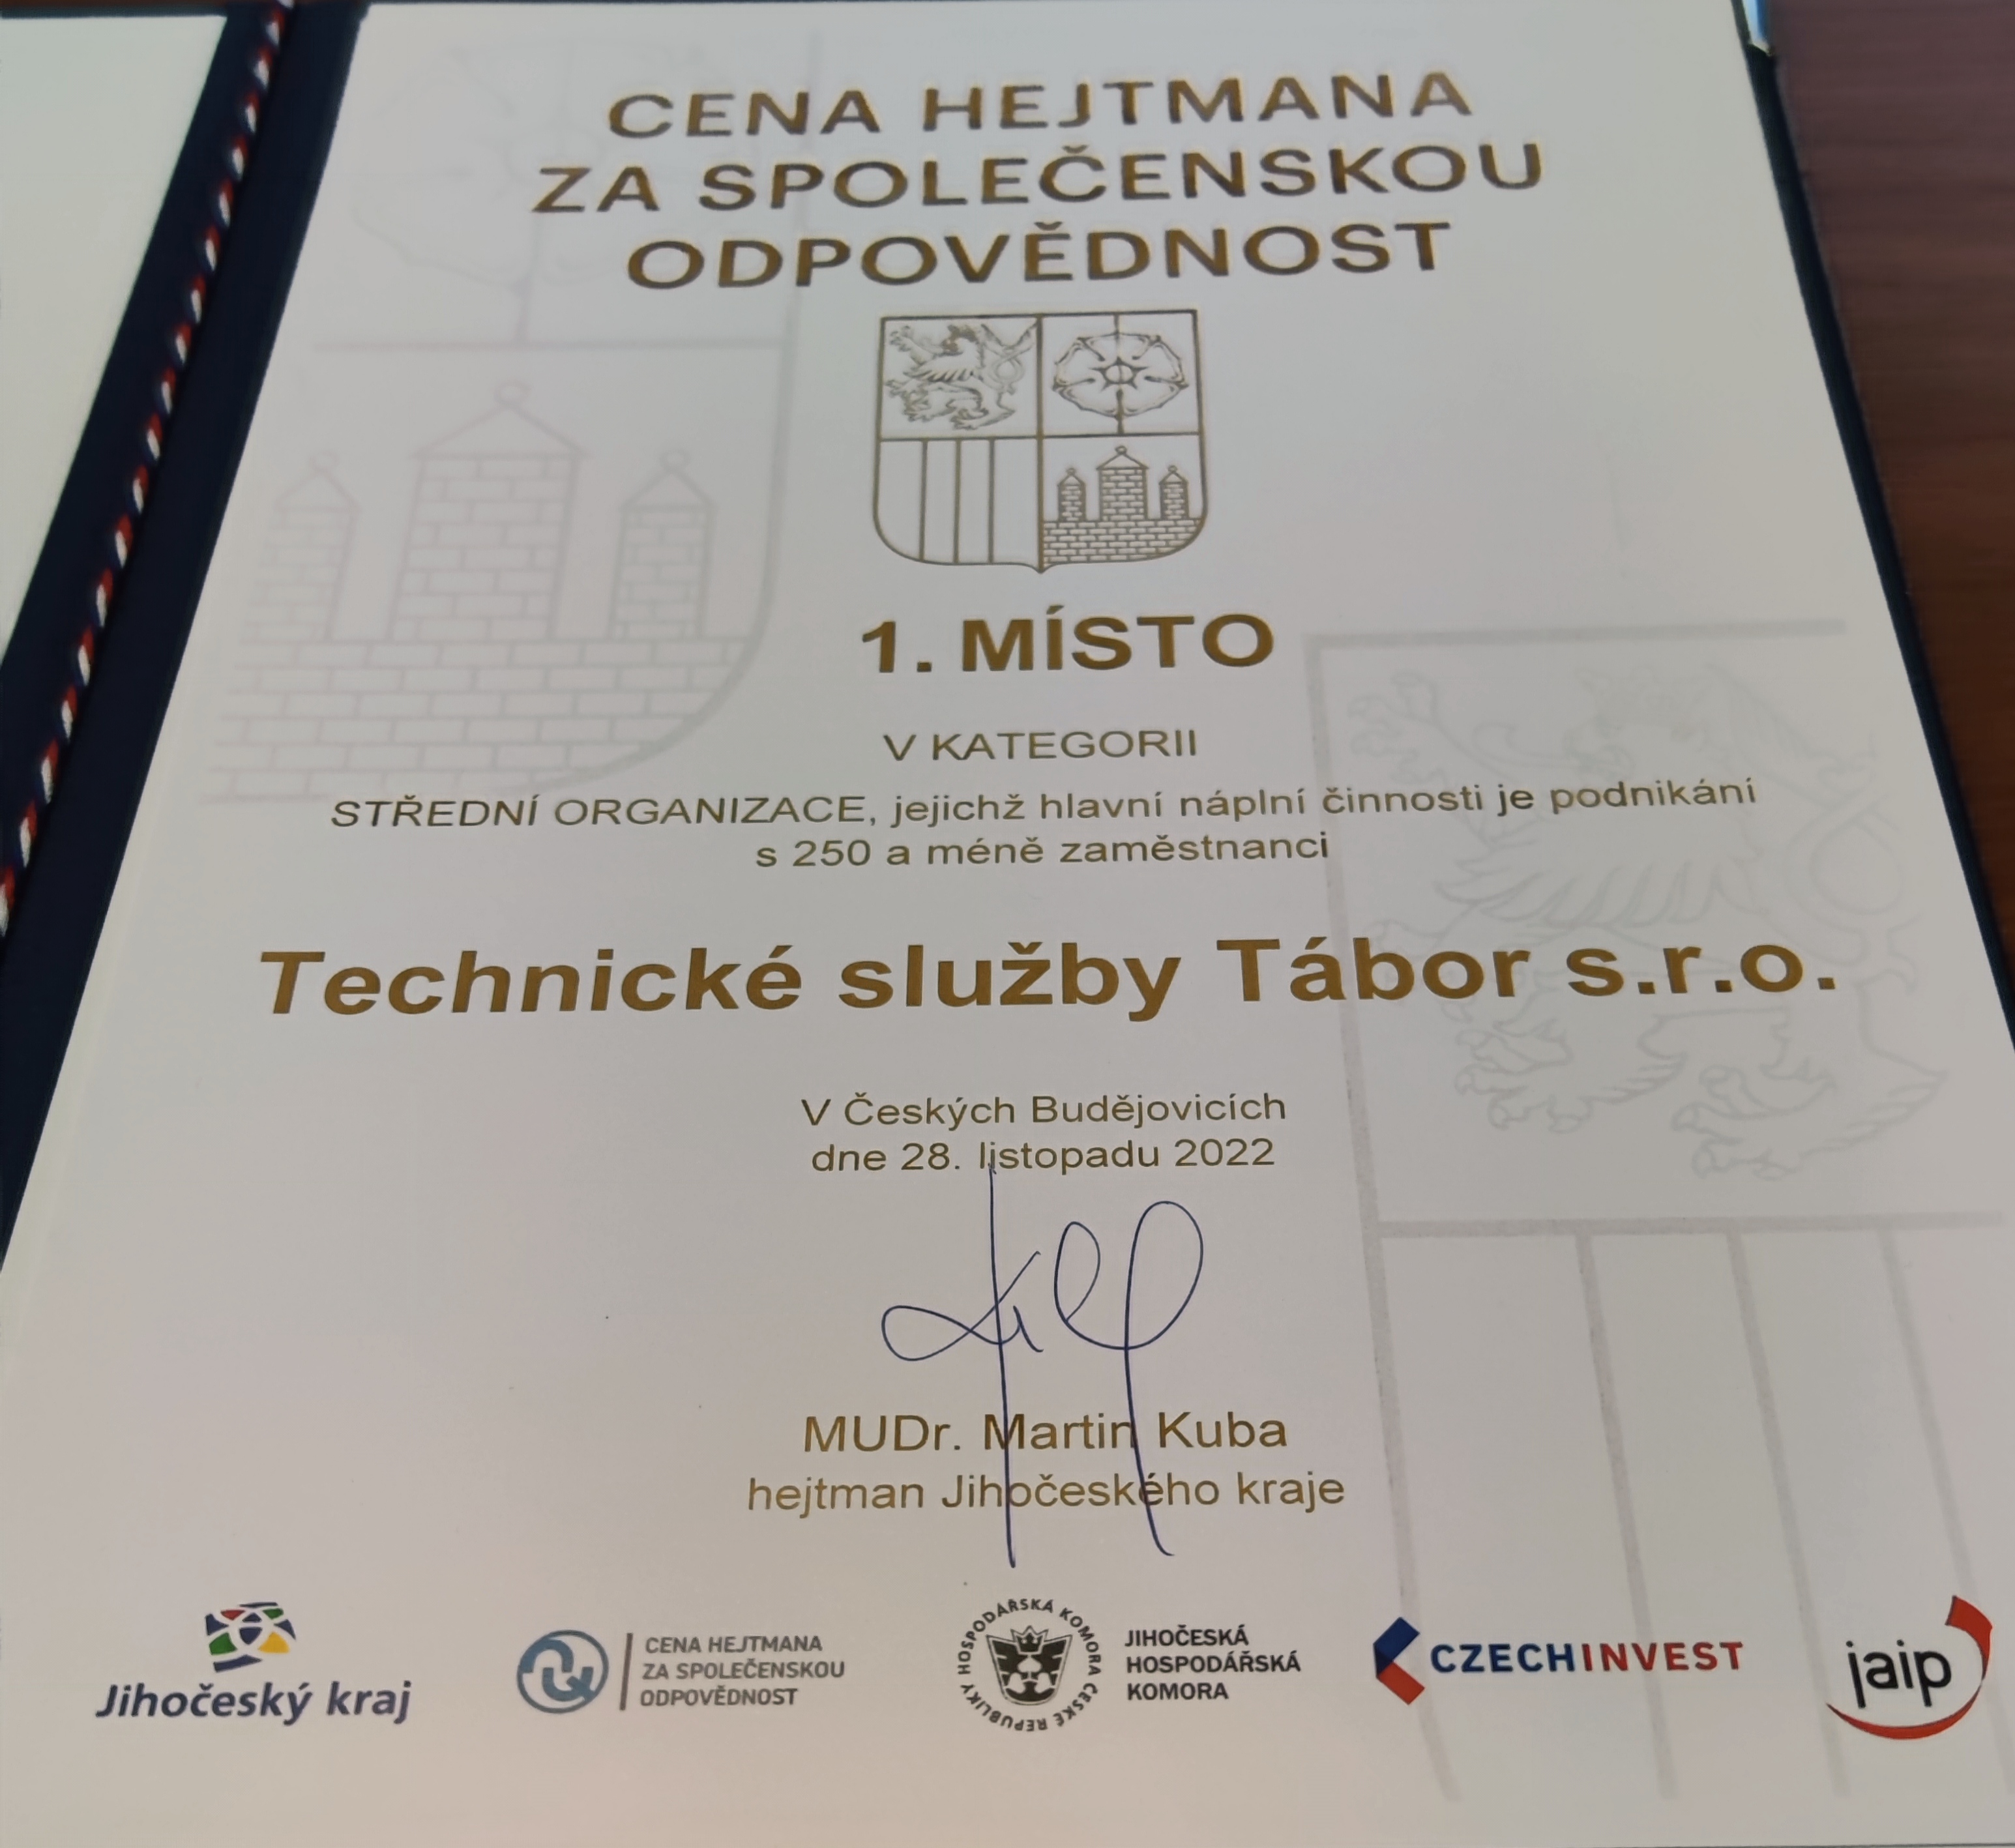 CENA HEJTMANA
ZA SPOLEČENSKOU
ODPOVĚDNOST
1. MÍSTO
V KATEGORII
STŘEDNÍ ORGANIZACE, jejichž hlavní náplní činnosti je podnikání
s 250 a méně zaměstnanci
Technické služby Tábor s.r.o.
V Českých Budějovicích
dne 28. listopadu 2022
MUDr. Martin Kuba
hejtman Jihočeského kraje
Jihočeský kraj
CENA HEJTMANA
ZA SPOLEČENSKOU
ODPOVĚDNOST
HOSPODÁŘSKÁ KOMORA ČESKÉ REPUBLIKY
JIHOČESKÁ
HOSPODÁŘSKÁ
KOMORA
CZECHINVEST
jaip